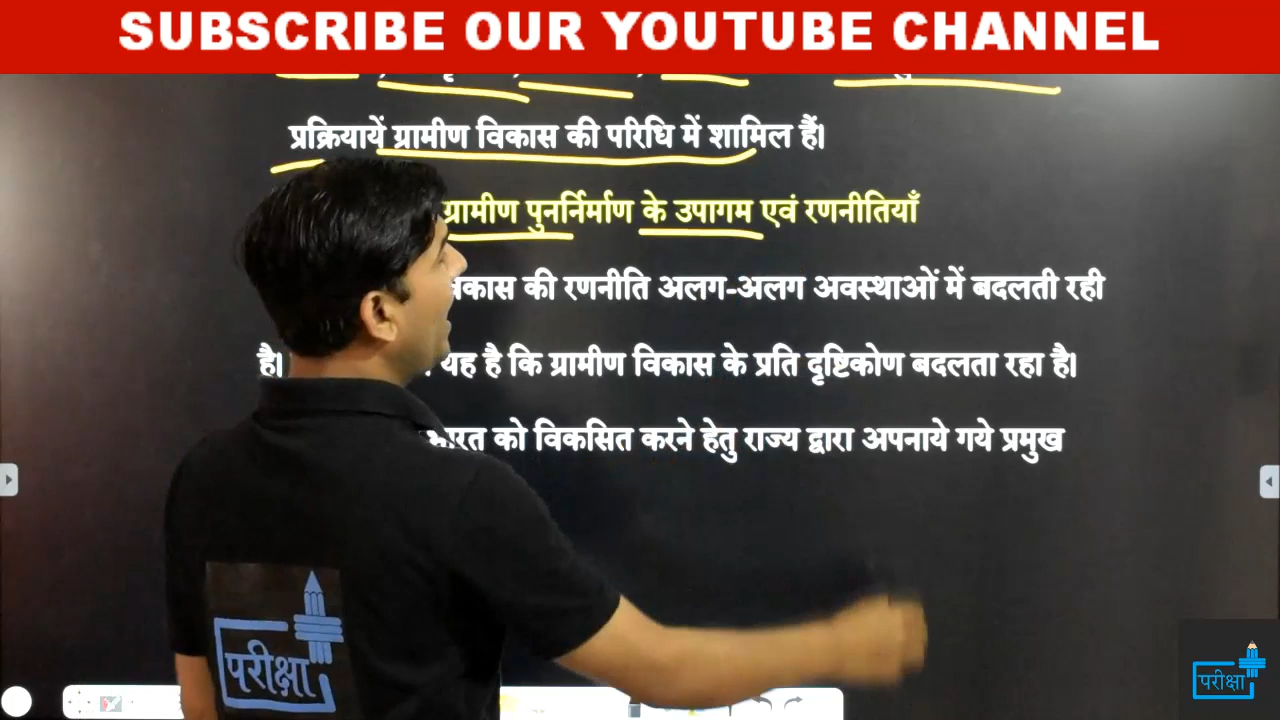 SUBSCRIBE OUR YOUTUBE CHANNEL
प्रक्रियायें ग्रामीण विकास की परिधि में शामिल हैं।
ग्रामीण पुनर्निर्माण के उपागम एवं रणनीतियाँ
की रणनीति अलग-अलग अवस्थाओं में बदलती रही
है। यह है कि ग्रामीण विकास के प्रति दृष्टिकोण बदलता रहा है।
को विकसित करने हेतु राज्य द्वारा अपनाये गये प्रमुख
परीक्षा
परीक्षा